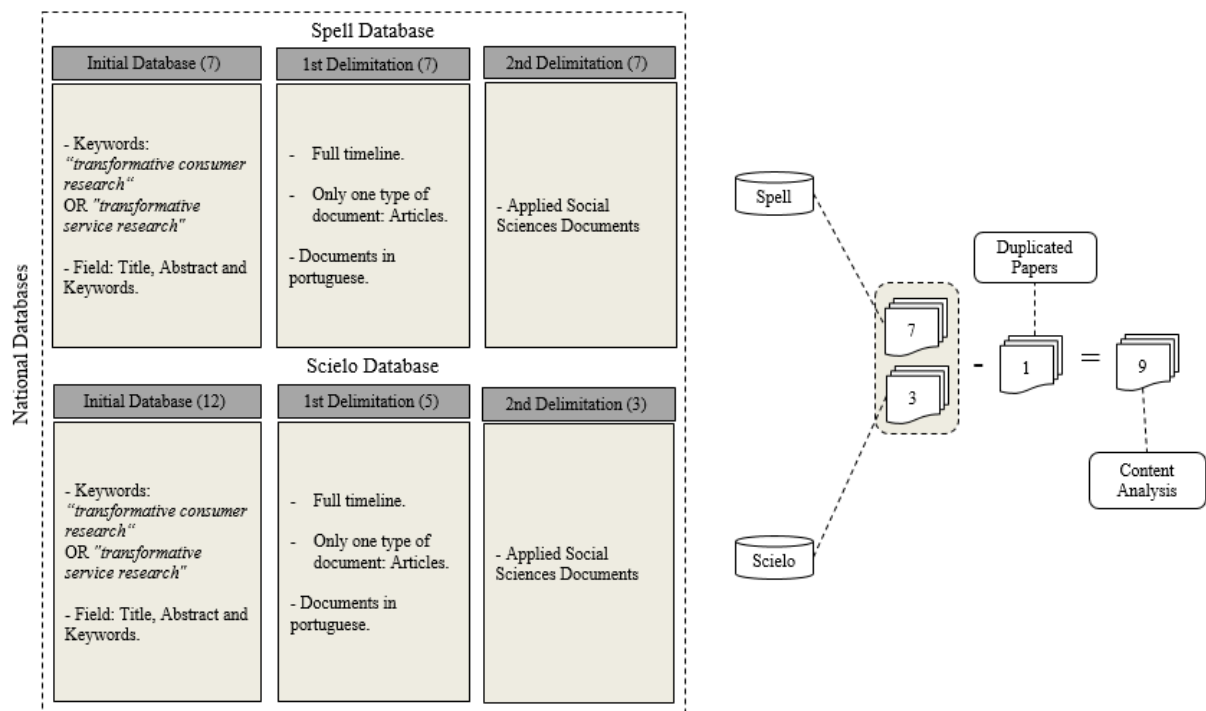 National Databases
Spell Database
Initial Database (7)
- Keywords:
“transformative consumer
research“
OR "transformative
service research"
- Field: Title, Abstract and
Keywords.
1st Delimitation (7)
- Full timeline.
- Only one type of
document: Articles.
- Documents in
portuguese.
2nd Delimitation (7)
- Applied Social
Sciences Documents
Scielo Database
Initial Database (12)
- Keywords:
“transformative consumer
research“
OR "transformative
service research"
- Field: Title, Abstract and
Keywords.
1st Delimitation (5)
- Full timeline.
- Only one type of
document: Articles.
- Documents in
portuguese.
2nd Delimitation (3)
- Applied Social
Sciences Documents
Spell
Scielo
7
3
-
Duplicated
Papers
1
=
9
Content
Analysis